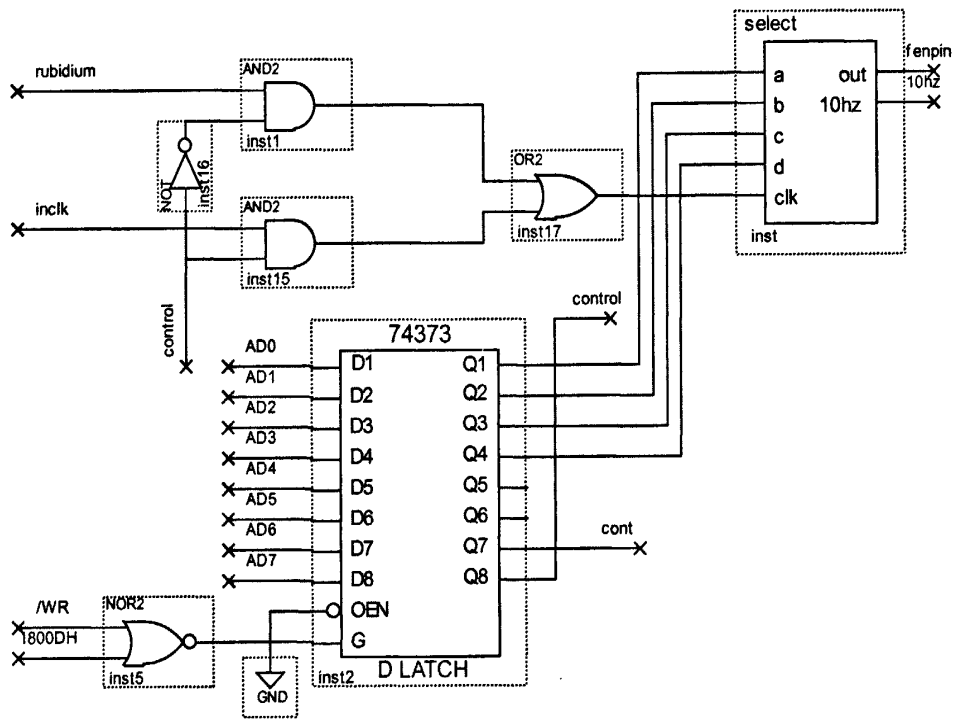 select
fenpin
rubidium
AND2
a
out
10hz
b
10hz
inst1
c
NOT
inst16
OR2
d
inclk
AND2
clk
inst17
inst
inst15
control
control
74373
AD0
D1
Q1
AD1
D2
Q2
AD2
D3
Q3
AD3
D4
Q4
AD4
D5
Q5
AD5
D6
Q6
cont
AD6
D7
Q7
AD7
D8
Q8
/WR
NOR2
OEN
1800DH
G
inst5
inst2
D LATCH
GND